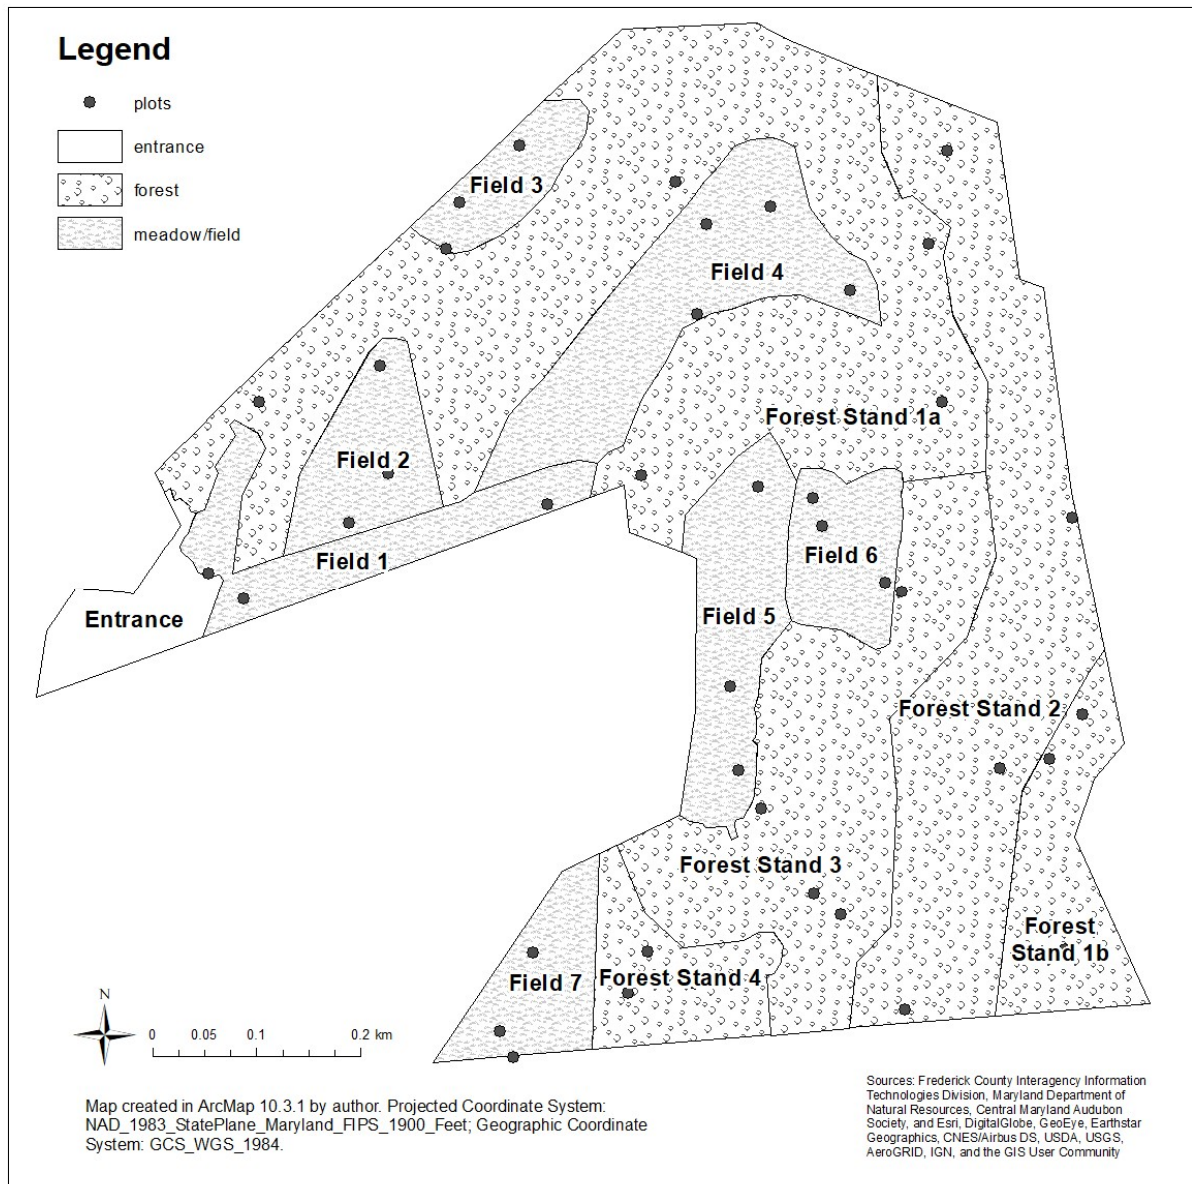 Legend
plots
entrance
forest
meadow/field
Field 3
Field 4
Forest Stand 1a
Field 2
Field 6
Field 1
Entrance
Field 5
Forest Stand 2
Forest Stand 3
Forest
Stand 1b
Field 7
Forest Stand 4
N
0 0.05 0.1 0.2 km
Map created in ArcMap 10.3.1 by author. Projected Coordinate System:
NAD_1983_StatePlane_Maryland_FIPS_1900_Feet; Geographic Coordinate
System: GCS_WGS_1984.
Sources: Frederick County Interagency Information
Technologies Division, Maryland Department of
Natural Resources, Central Maryland Audubon
Society, and Esri, DigitalGlobe, GeoEye, Earthstar
Geographics, CNES/Airbus DS, USDA, USGS,
AeroGRID, IGN, and the GIS User Community